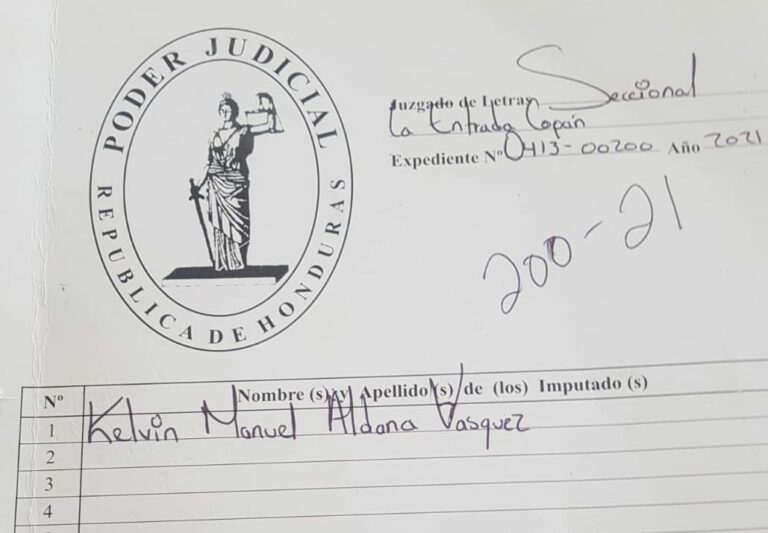 PODER JUDICIAL
REPUBLICA DE HONDURAS
Juzgado de Letras Seccional
La Entrada Copán
Expediente Nº 0413-00200 Año 2021
200-21
Nº Nombre (s) y Apellido (s) de (los) Imputado (s)
1 Kelvin Manuel Aldana Vasquez
2
3
4